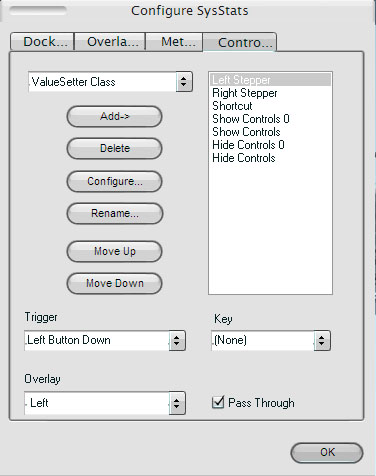 Configure SysStats
Dock... Overla... Met... Contro...
ValueSetter Class
Add->
Delete
Configure...
Rename...
Move Up
Move Down
Left Stepper
Right Stepper
Shortcut
Show Controls 0
Show Controls
Hide Controls 0
Hide Controls
Trigger
Left Button Down
Key
(None)
Overlay
Left
Pass Through
OK